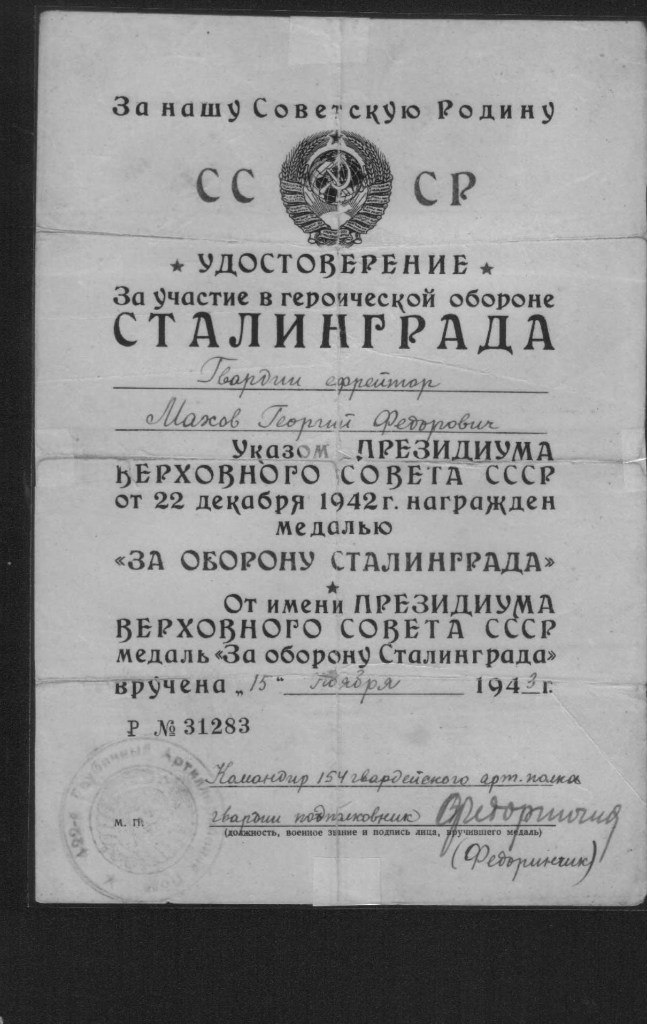 За нашу Советскую Родину
СС СР
УДОСТОВЕРЕНИЕ
За участие в героической обороне
СТАЛИНГРАДА
Гвардии ефрейтор
Махов Георгий Федорович
Указом ПРЕЗИДИУМА
ВЕРХОВНОГО СОВЕТА СССР
от 22 декабря 1942 г. награжден
медалью
«ЗА ОБОРОНУ СТАЛИНГРАДА»
От имени ПРЕЗИДИУМА
ВЕРХОВНОГО СОВЕТА СССР
медаль «За оборону Сталинграда»
вручена „15“ Ноября 1943 г.
Р № 31283
Командир 154 гвардейского арт. полка
М. П. гвардии подполковник
(должность, военное звание и подпись лица, вручившего медаль)
(Федоринчик)